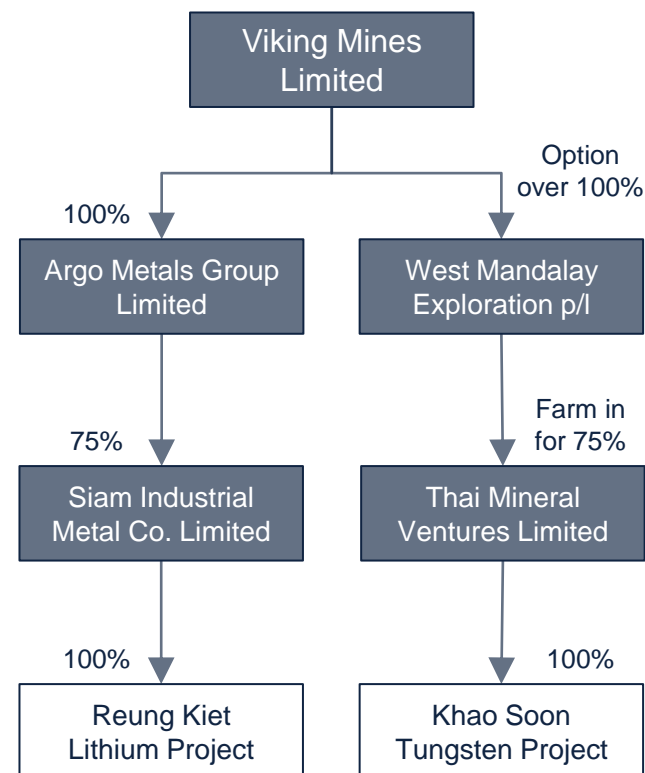 Viking Mines
Limited
Option
over 100%
100%
Argo Metals Group
Limited
West Mandalay
Exploration p/l
Farm in
for 75%
75%
Siam Industrial
Metal Co. Limited
Thai Mineral
Ventures Limited
100%
100%
Reung Kiet
Lithium Project
Khao Soon
Tungsten Project